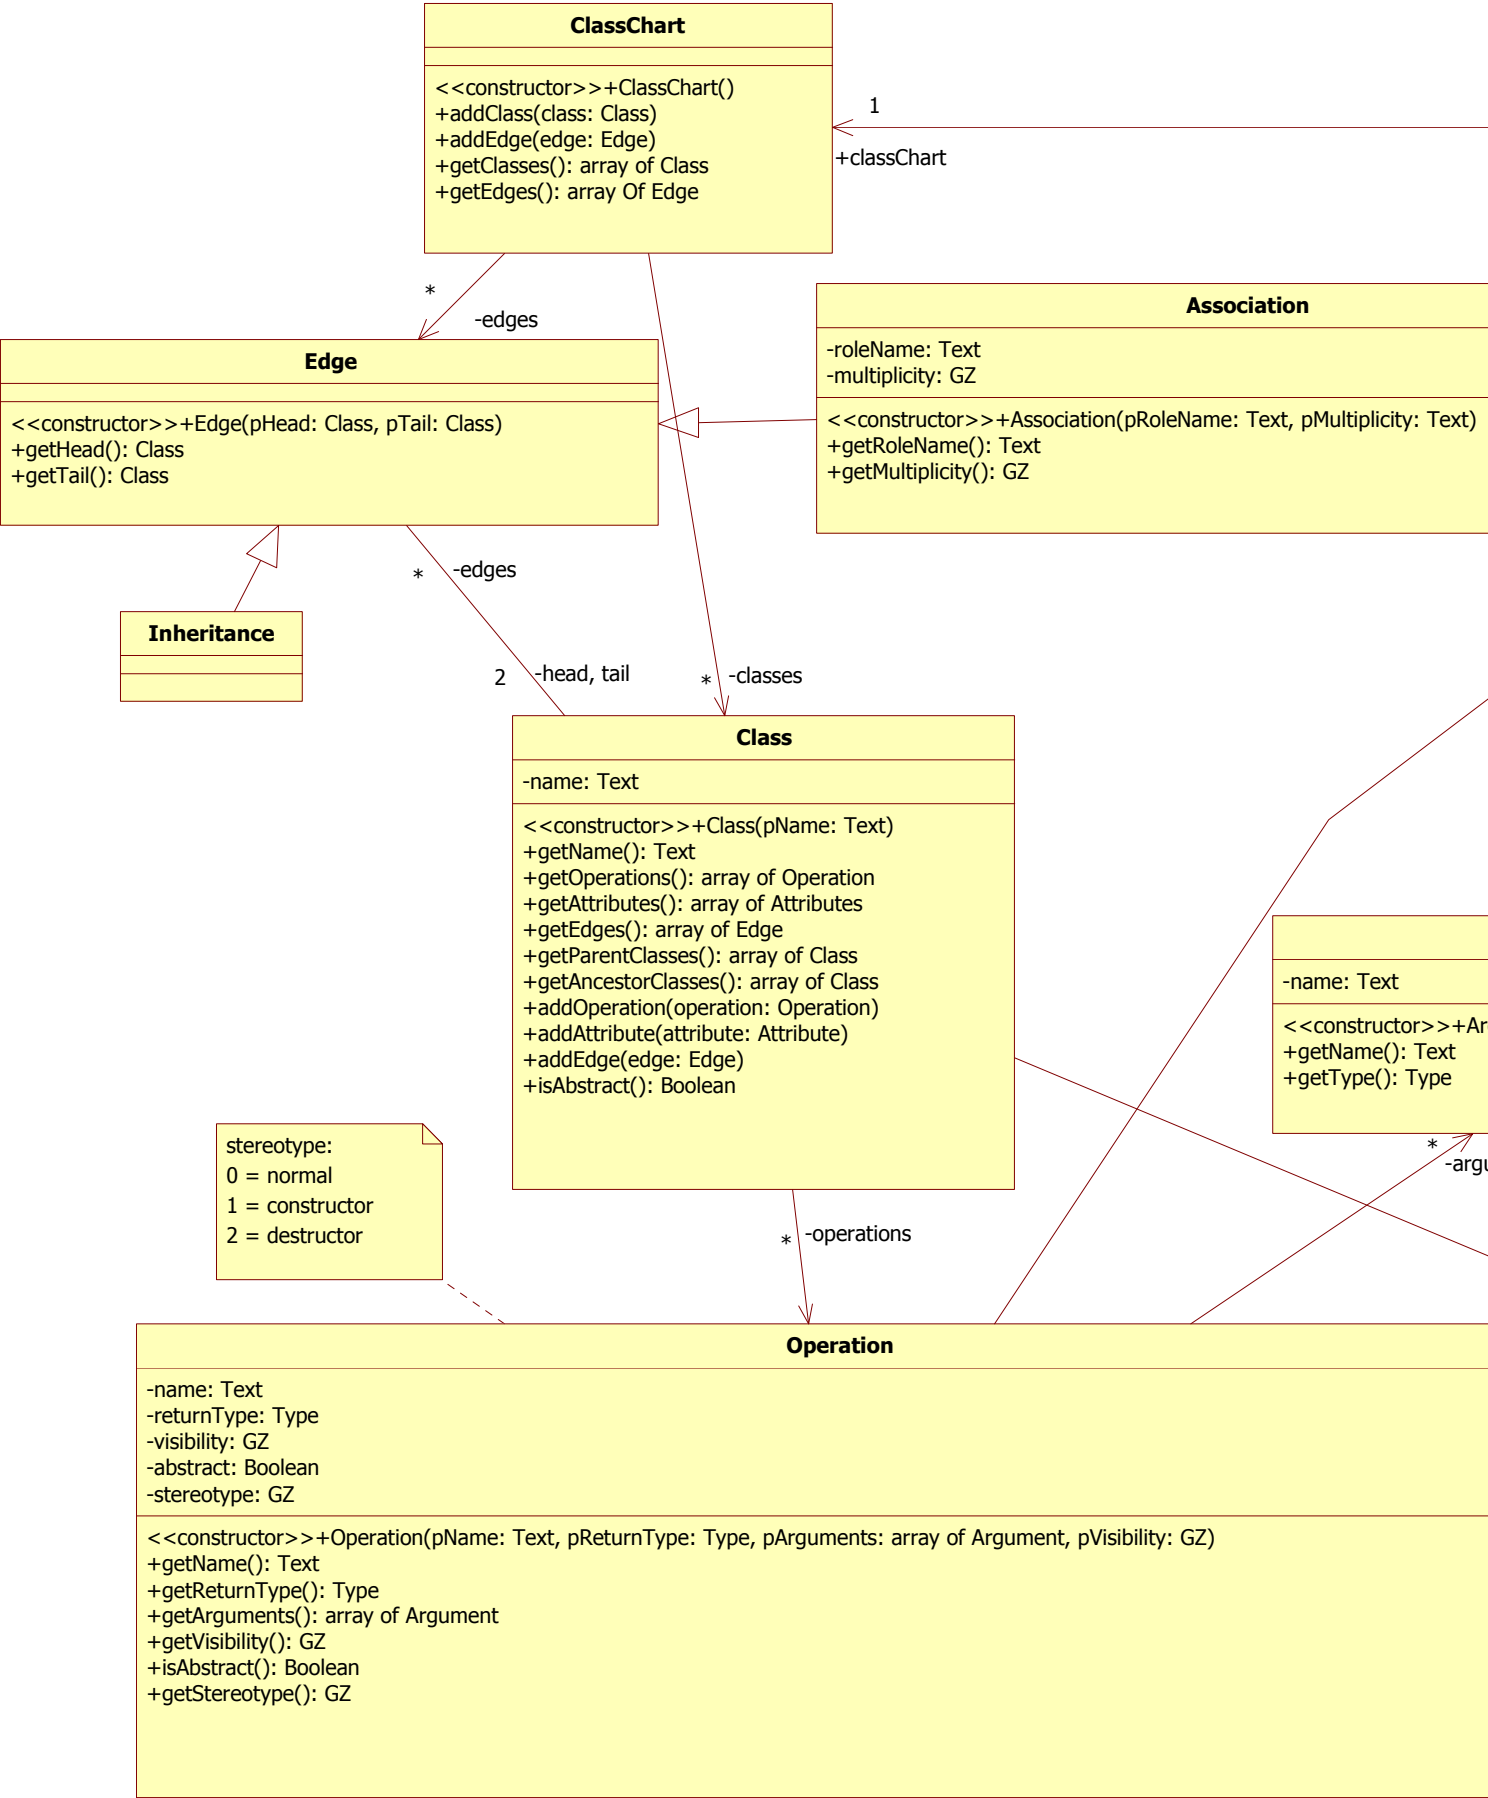 ClassChart
<<constructor>>+ClassChart()
+addClass(class: Class)
+addEdge(edge: Edge)
+getClasses(): array of Class
+getEdges(): array Of Edge
1
+classChart
*
-edges
Edge
<<constructor>>+Edge(pHead: Class, pTail: Class)
+getHead(): Class
+getTail(): Class
Association
-roleName: Text
-multiplicity: GZ
<<constructor>>+Association(pRoleName: Text, pMultiplicity: Text)
+getRoleName(): Text
+getMultiplicity(): GZ
*
-edges
Inheritance
2
-head, tail
*
-classes
Class
-name: Text
<<constructor>>+Class(pName: Text)
+getName(): Text
+getOperations(): array of Operation
+getAttributes(): array of Attributes
+getEdges(): array of Edge
+getParentClasses(): array of Class
+getAncestorClasses(): array of Class
+addOperation(operation: Operation)
+addAttribute(attribute: Attribute)
+addEdge(edge: Edge)
+isAbstract(): Boolean
-name: Text
<<constructor>>+Ar
+getName(): Text
+getType(): Type
*
-argu
stereotype:
0 = normal
1 = constructor
2 = destructor
*
-operations
Operation
-name: Text
-returnType: Type
-visibility: GZ
-abstract: Boolean
-stereotype: GZ
<<constructor>>+Operation(pName: Text, pReturnType: Type, pArguments: array of Argument, pVisibility: GZ)
+getName(): Text
+getReturnType(): Type
+getArguments(): array of Argument
+getVisibility(): GZ
+isAbstract(): Boolean
+getStereotype(): GZ